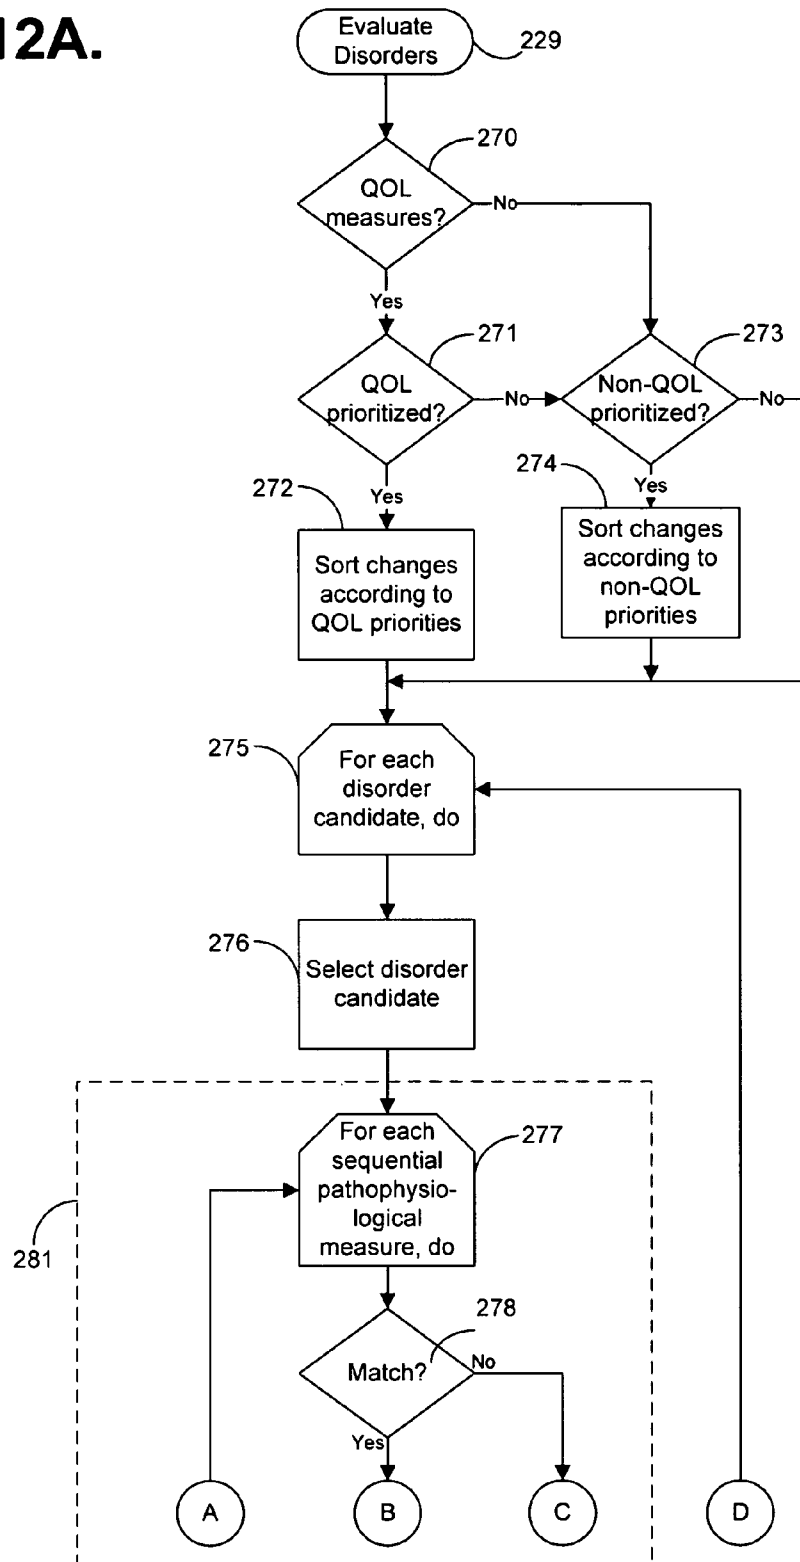 12A.
Evaluate
Disorders
229
270
QOL
measures?
No
Yes
271
273
QOL
prioritized?
No
Non-QOL
prioritized?
No
272
Yes
274
Yes
Sort changes
according to
QOL priorities
Sort changes
according to
non-QOL
priorities
275
For each
disorder
candidate, do
276
Select disorder
candidate
277
For each
sequential
pathophysio-
logical
measure, do
281
278
Match?
No
Yes
A
B
C
D